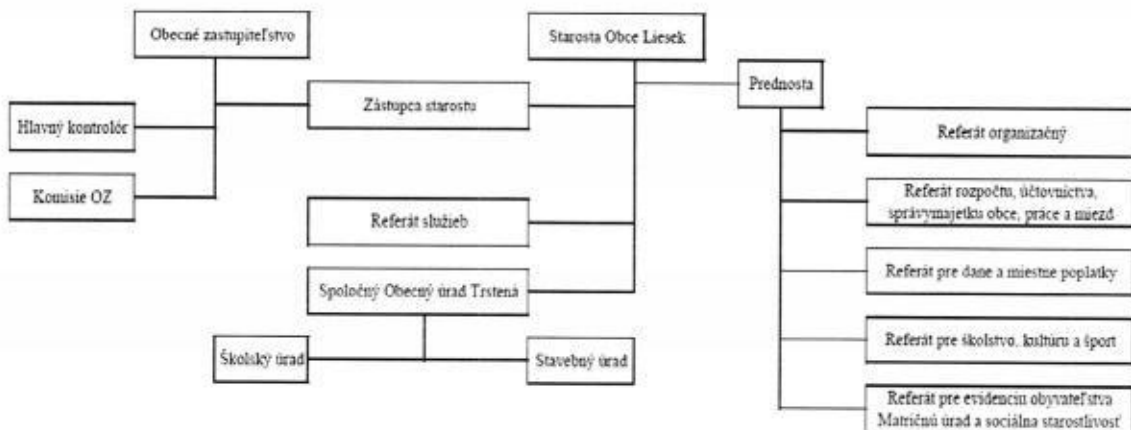 Obecné zastupiteľstvo
Starosta Obce Liesek
Prednosta
Zástupca starostu
Hlavný kontrolór
Komisie OZ
Referát služieb
Spoločný Obecný úrad Trstená
Školský úrad
Stavebný úrad
Referát organizačný
Referát rozpočtu, účtovníctva,
správymajetku obce, práce a miezd
Referát pre dane a miestne poplatky
Referát pre školstvo, kultúru a šport
Referát pre evidenciu obyvateľstva
Matričnú úrad a sociálna starostlivosť